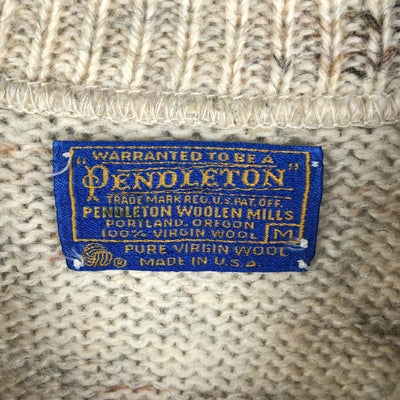 WARRANTED TO BE A
"PENDLETON"
TRADE MARK REG. U.S. PAT. OFF.
PENDLETON WOOLEN MILLS
PORTLAND, OREGON
100% VIRGIN WOOL M
PURE VIRGIN WOOL
® MADE IN U.S.A.